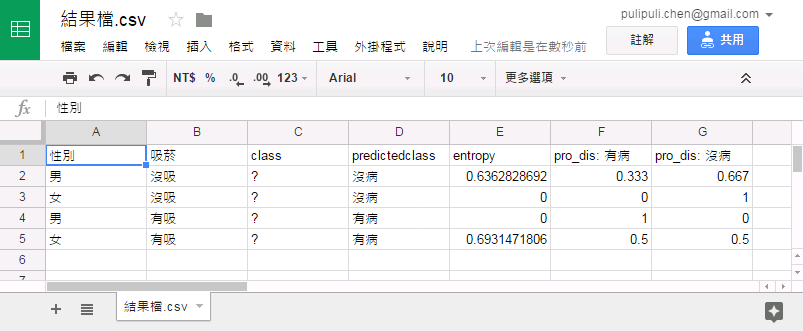 結果檔.csv
pulipuli.chen@gmail.com
檔案 編輯 檢視 插入 格式 資料 工具 外掛程式 說明 上次編輯是在數秒前
註解 共用
NT$ % .0 .00 123 Arial 10 更多選項
fx 性別
A B C D E F G
1 性別 吸菸 class predictedclass entropy pro_dis: 有病 pro_dis: 沒病
2 男 沒吸 ? 沒病 0.6362828692 0.333 0.667
3 女 沒吸 ? 沒病 0 0 1
4 男 有吸 ? 有病 0 1 0
5 女 有吸 ? 有病 0.6931471806 0.5 0.5
6
7
結果檔.csv